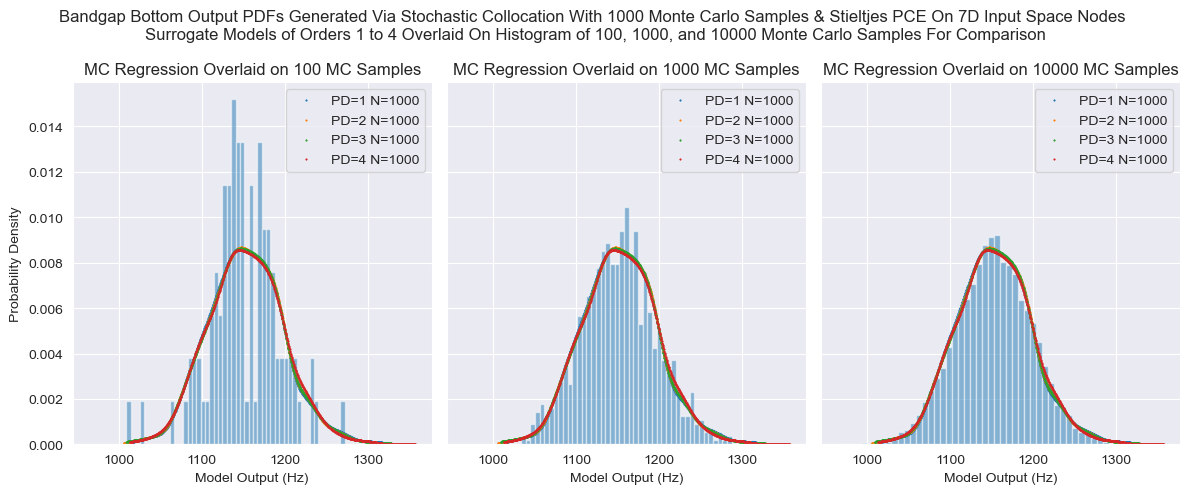 Bandgap Bottom Output PDFs Generated Via Stochastic Collocation With 1000 Monte Carlo Samples & Stieltjes PCE On 7D Input Space Nodes
Surrogate Models of Orders 1 to 4 Overlaid On Histogram of 100, 1000, and 10000 Monte Carlo Samples For Comparison
MC Regression Overlaid on 100 MC Samples
Probability Density
0.014
0.012
0.010
0.008
0.006
0.004
0.002
0.000
PD=1 N=1000
PD=2 N=1000
PD=3 N=1000
PD=4 N=1000
1000 1100 1200 1300
Model Output (Hz)
MC Regression Overlaid on 1000 MC Samples
PD=1 N=1000
PD=2 N=1000
PD=3 N=1000
PD=4 N=1000
1000 1100 1200 1300
Model Output (Hz)
MC Regression Overlaid on 10000 MC Samples
PD=1 N=1000
PD=2 N=1000
PD=3 N=1000
PD=4 N=1000
1000 1100 1200 1300
Model Output (Hz)